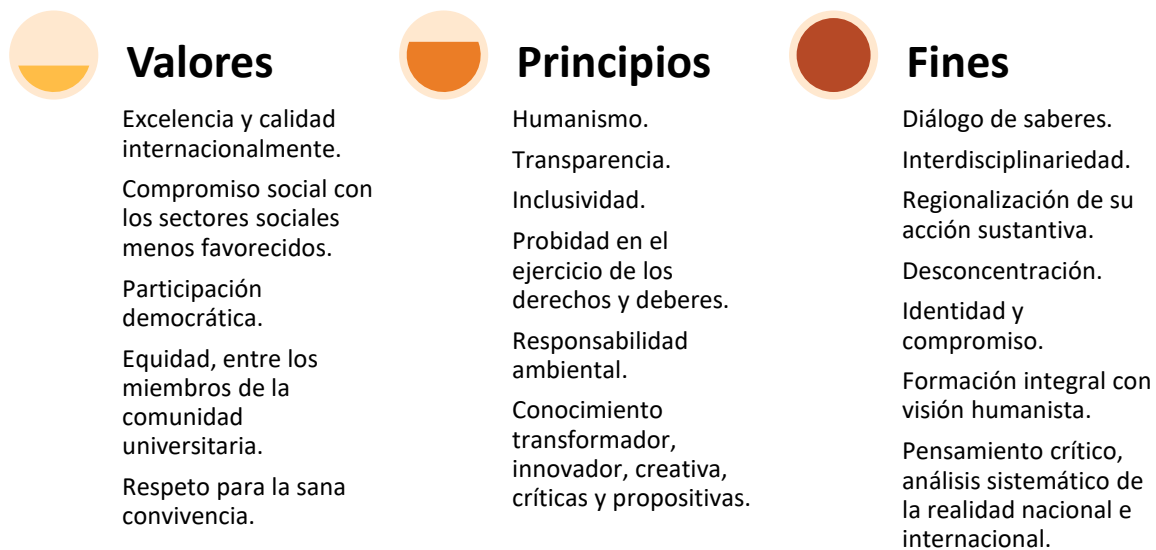 Valores
Excelencia y calidad
internacionalmente.
Compromiso social con
los sectores sociales
menos favorecidos.
Participación
democrática.
Equidad, entre los
miembros de la
comunidad
universitaria.
Respeto para la sana
convivencia.
Principios
Humanismo.
Transparencia.
Inclusividad.
Probidad en el
ejercicio de los
derechos y deberes.
Responsabilidad
ambiental.
Conocimiento
transformador,
innovador, creativa,
críticas y propositivas.
Fines
Diálogo de saberes.
Interdisciplinariedad.
Regionalización de su
acción sustantiva.
Desconcentración.
Identidad y
compromiso.
Formación integral con
visión humanista.
Pensamiento crítico,
análisis sistemático de
la realidad nacional e
internacional.